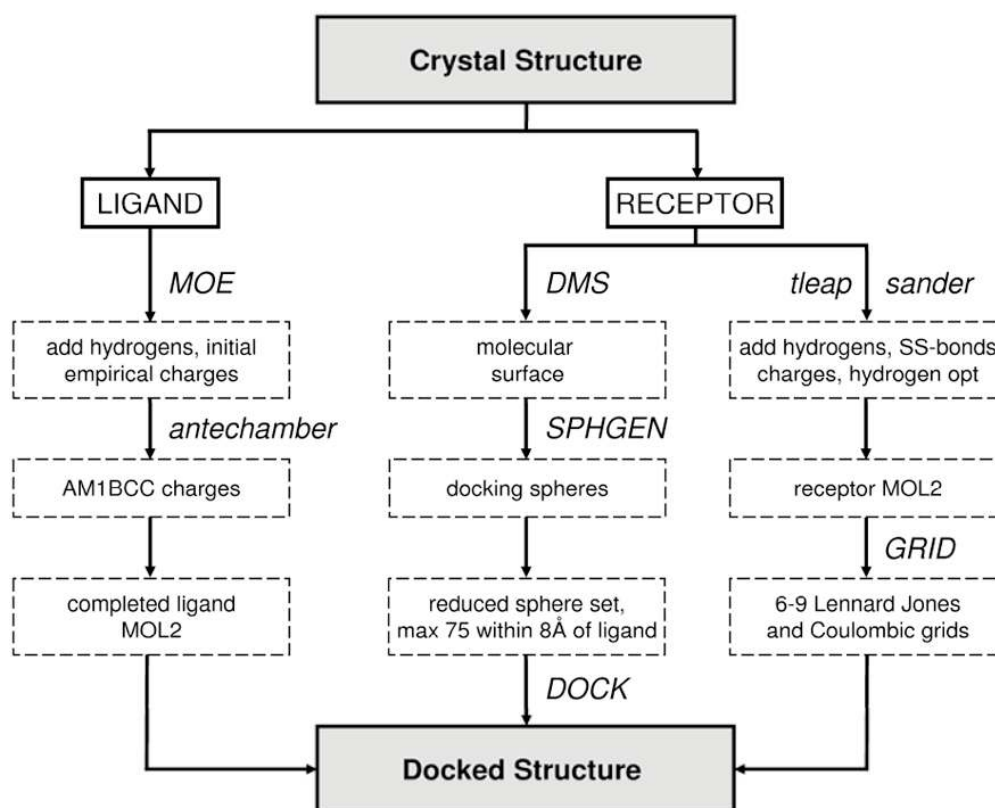 Crystal Structure
LIGAND
RECEPTOR
MOE
DMS
tleap sander
add hydrogens, initial
empirical charges
molecular
surface
add hydrogens, SS-bonds
charges, hydrogen opt
antechamber
SPHGEN
AM1BCC charges
docking spheres
receptor MOL2
GRID
completed ligand
MOL2
reduced sphere set,
max 75 within 8Å of ligand
6-9 Lennard Jones
and Coulombic grids
DOCK
Docked Structure